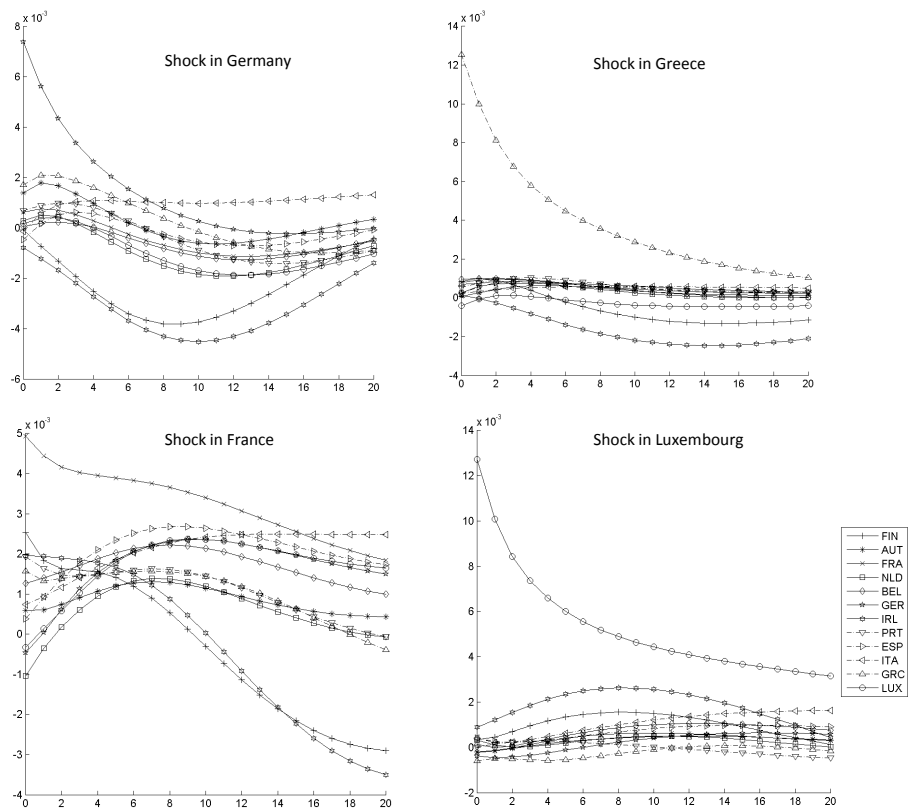 x 10⁻³
8
6
4
2
0
-2
-4
-6
0 2 4 6 8 10 12 14 16 18 20
Shock in Germany
x 10⁻³
14
12
10
8
6
4
2
0
-2
-4
0 2 4 6 8 10 12 14 16 18 20
Shock in Greece
x 10⁻³
5
4
3
2
1
0
-1
-2
-3
-4
0 2 4 6 8 10 12 14 16 18 20
Shock in France
x 10⁻³
14
12
10
8
6
4
2
0
-2
0 2 4 6 8 10 12 14 16 18 20
Shock in Luxembourg
FIN
AUT
FRA
NLD
BEL
GER
IRL
PRT
ESP
ITA
GRC
LUX